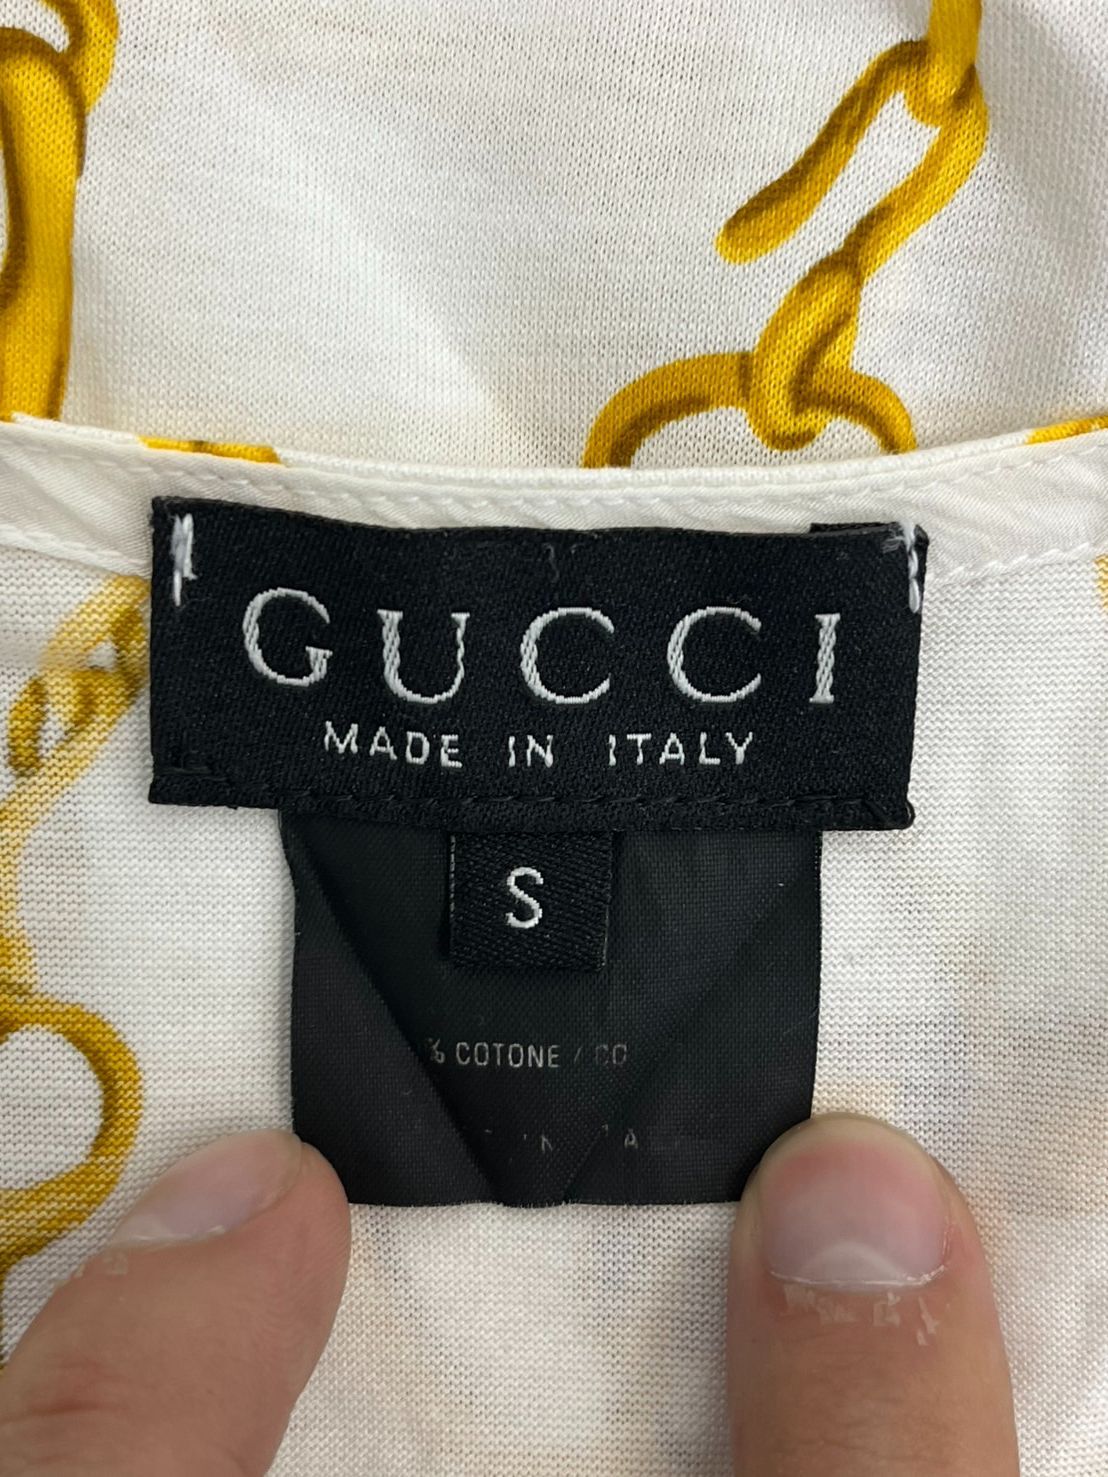 GUCCI
MADE IN ITALY
S
% COTONE / CO